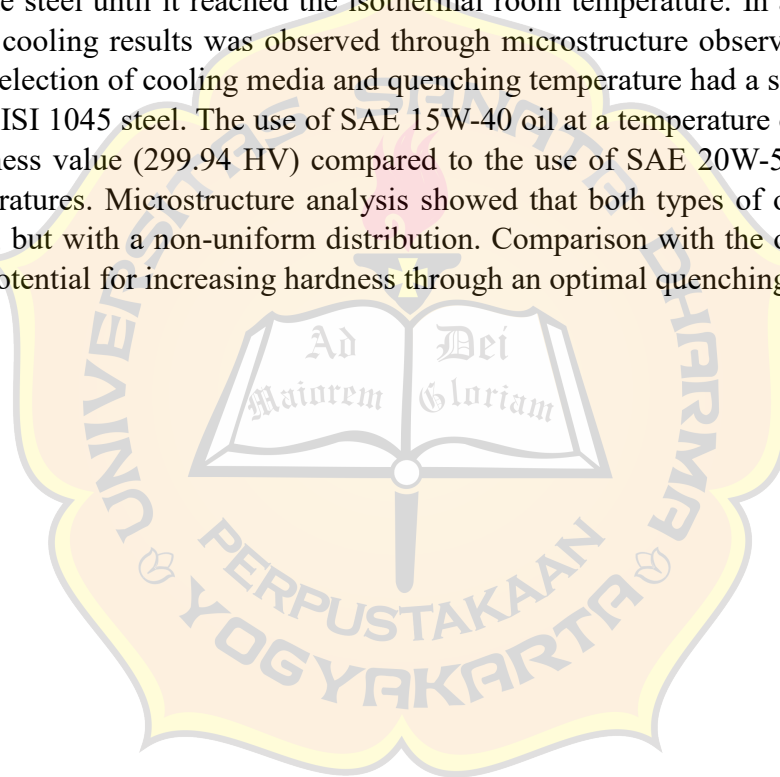 e steel until it reached the isothermal room temperature. In
cooling results was observed through microstructure observ
election of cooling media and quenching temperature had a s
ISI 1045 steel. The use of SAE 15W-40 oil at a temperature
ness value (299.94 HV) compared to the use of SAE 20W-5
ratures. Microstructure analysis showed that both types of
but with a non-uniform distribution. Comparison with the
otential for increasing hardness through an optimal quenching
UNIVERSITAS SANATA DHARMA
Ad Dei
Maiorem Gloriam
PERPUSTAKAAN
YOGYAKARTA